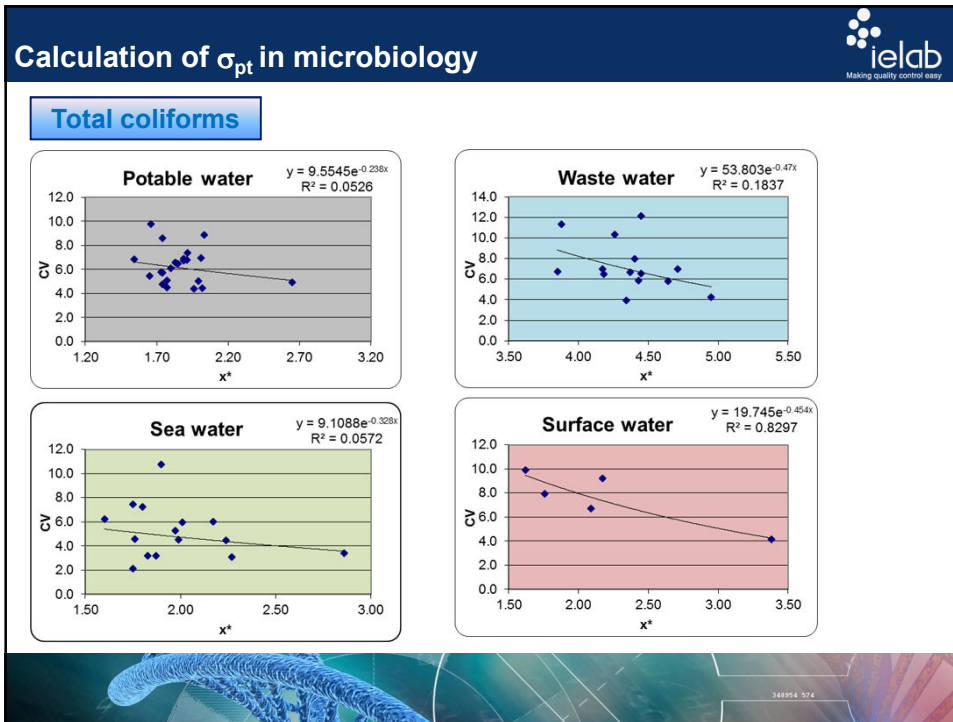 Calculation of σpt in microbiology
ielab
Making quality control easy
Total coliforms
Potable water
y = 9.5545e^-0.238x
R² = 0.0526
12.0
10.0
8.0
6.0
4.0
2.0
0.0
CV
1.20 1.70 2.20 2.70 3.20
x*
Waste water
y = 53.803e^-0.47x
R² = 0.1837
14.0
12.0
10.0
8.0
6.0
4.0
2.0
0.0
CV
3.50 4.00 4.50 5.00 5.50
x*
Sea water
y = 9.1088e^-0.328x
R² = 0.0572
12.0
10.0
8.0
6.0
4.0
2.0
0.0
CV
1.50 2.00 2.50 3.00
x*
Surface water
y = 19.745e^-0.454x
R² = 0.8297
12.0
10.0
8.0
6.0
4.0
2.0
0.0
CV
1.50 2.00 2.50 3.00 3.50
x*
348954 574